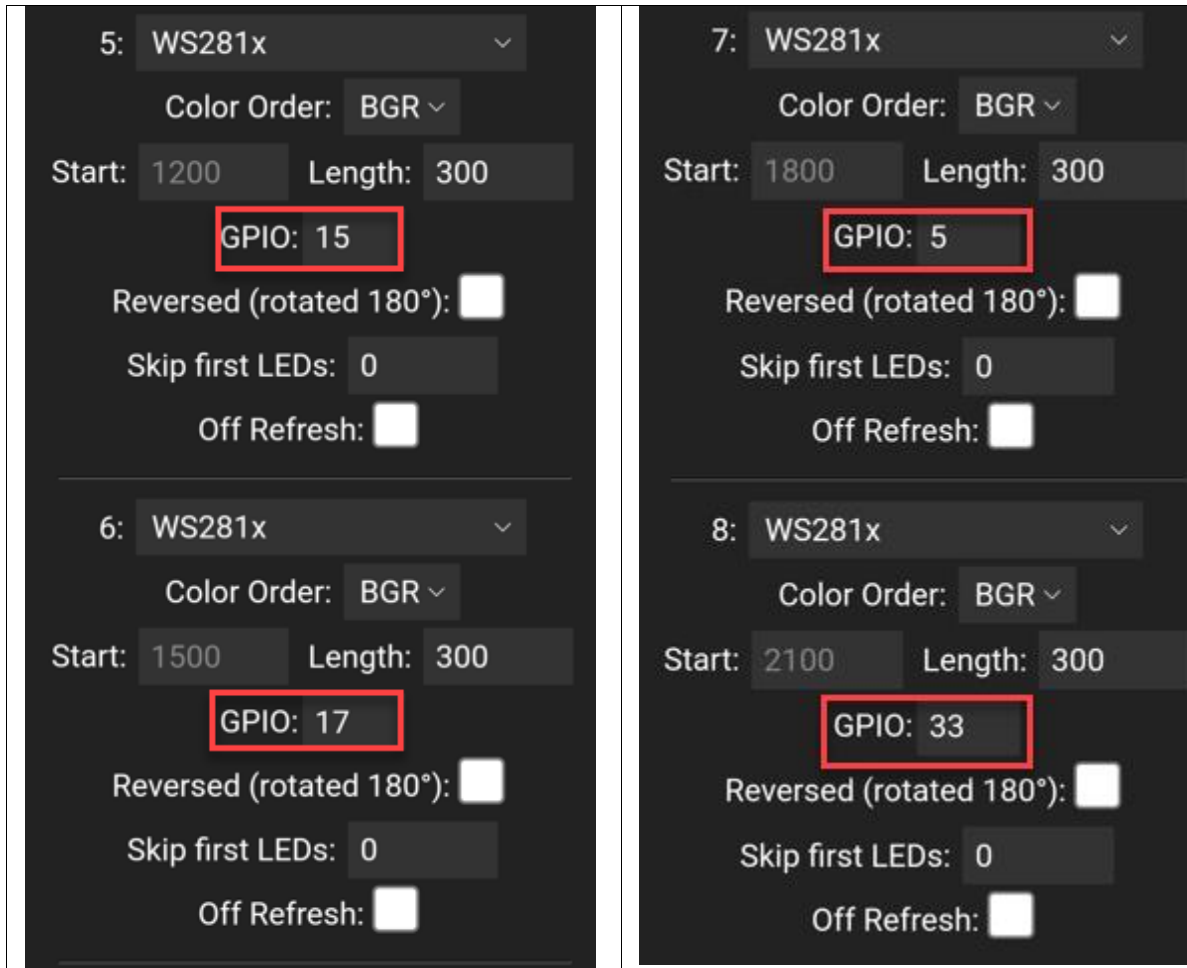 5: WS281x
Color Order: BGR
Start: 1200 Length: 300
GPIO: 15
Reversed (rotated 180°):
Skip first LEDs: 0
Off Refresh:
6: WS281x
Color Order: BGR
Start: 1500 Length: 300
GPIO: 17
Reversed (rotated 180°):
Skip first LEDs: 0
Off Refresh:
7: WS281x
Color Order: BGR
Start: 1800 Length: 300
GPIO: 5
Reversed (rotated 180°):
Skip first LEDs: 0
Off Refresh:
8: WS281x
Color Order: BGR
Start: 2100 Length: 300
GPIO: 33
Reversed (rotated 180°):
Skip first LEDs: 0
Off Refresh: